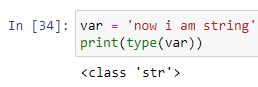 In [34]: var = 'now i am string'
print(type(var))
<class 'str'>